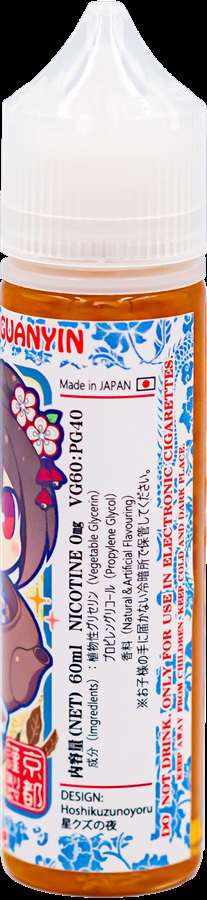 GUANYIN
Made in JAPAN
内容量(NET) 60ml NICOTINE 0mg VG60:PG40
成分 (Imgredients) : 植物性グリセリン (Vegetable Glycerin)
プロピレングリコール (Propylene Glycol)
香料 (Natural & Artificial Flavouring)
※お子様の手に届かない冷暗所で保管してください。
DO NOT DRINK, ONLY FOR USE IN ELECTRONIC CIGARETTES
KEEP AWAY FROM CHILDREN · KEEP COLD AND DARK PLACE
京都
DESIGN:
Hoshikuzunoyoru
星クズの夜